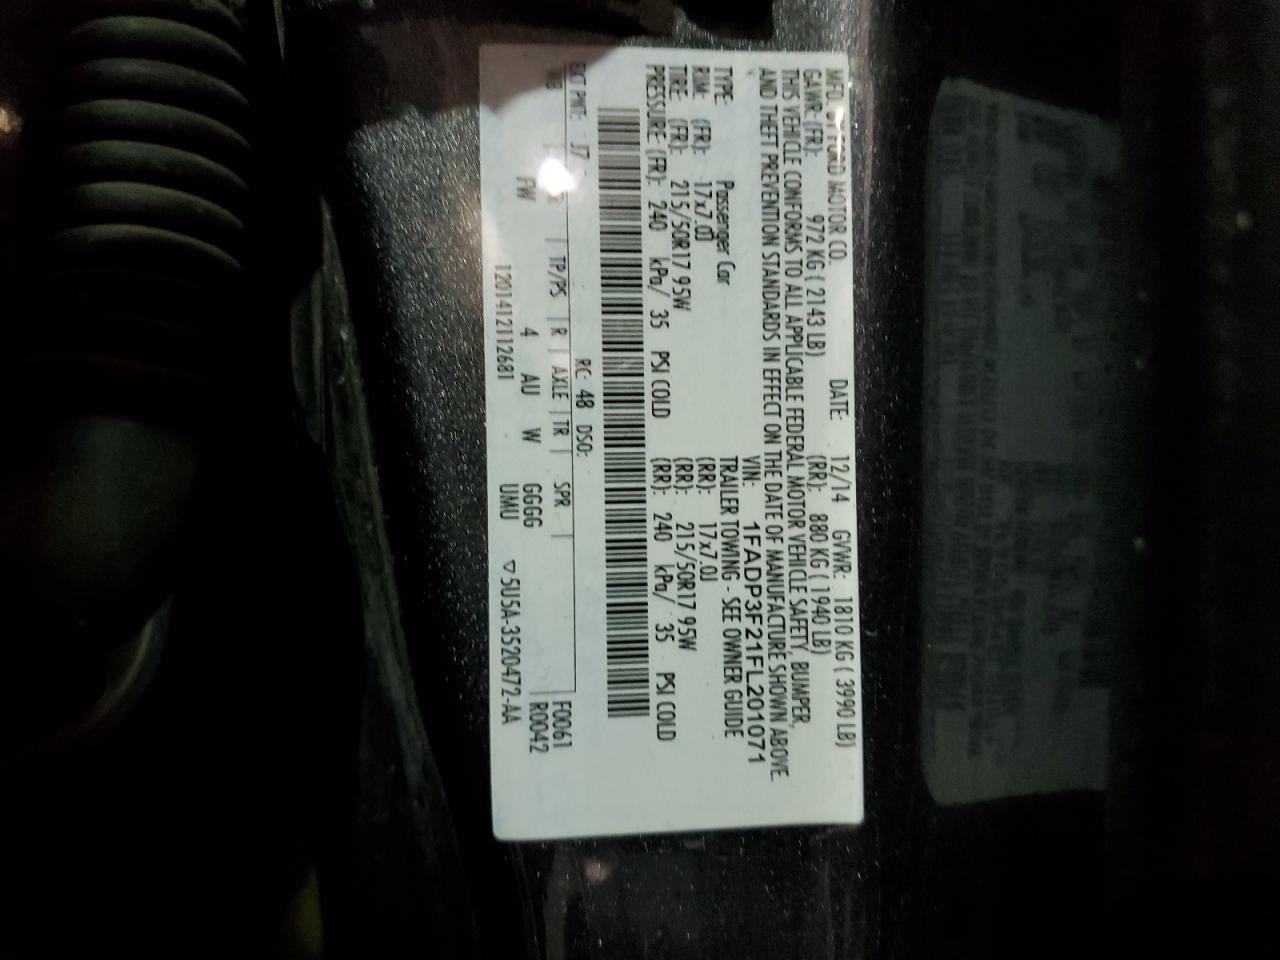 MFD. BY FORD MOTOR CO.
DATE: 12/14 GVWR: 1810 KG ( 3990 LB)
GAWR: (FR): 972 KG ( 2143 LB) (RR): 880 KG ( 1940 LB)
THIS VEHICLE CONFORMS TO ALL APPLICABLE FEDERAL MOTOR VEHICLE SAFETY, BUMPER,
AND THEFT PREVENTION STANDARDS IN EFFECT ON THE DATE OF MANUFACTURE SHOWN ABOVE.
VIN: 1FADP3F21FL201071
TYPE: Passenger Car TRAILER TOWING - SEE OWNER GUIDE
RIM: (FR): 17x7.0J (RR): 17x7.0J
TIRE: (FR): 215/50R17 95W (RR): 215/50R17 95W
PRESSURE (FR): 240 kPa/ 35 PSI COLD (RR): 240 kPa/ 35 PSI COLD
EXT PNT: J7 RC: 48 DSO:
WB TP/PS R AXLE TR SPR F0061
FW 4 AU W GGGG R0042
1201412112681 UMU ▽5U5A-3520472-AA